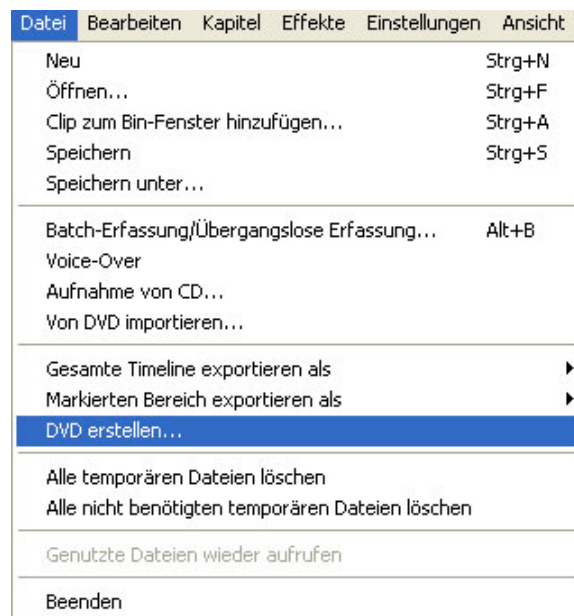 Datei Bearbeiten Kapitel Effekte Einstellungen Ansicht
Neu Strg+N
Öffnen... Strg+F
Clip zum Bin-Fenster hinzufügen... Strg+A
Speichern Strg+S
Speichern unter...
Batch-Erfassung/Übergangslose Erfassung... Alt+B
Voice-Over
Aufnahme von CD...
Von DVD importieren...
Gesamte Timeline exportieren als
Markierten Bereich exportieren als
DVD erstellen...
Alle temporären Dateien löschen
Alle nicht benötigten temporären Dateien löschen
Genutzte Dateien wieder aufrufen
Beenden